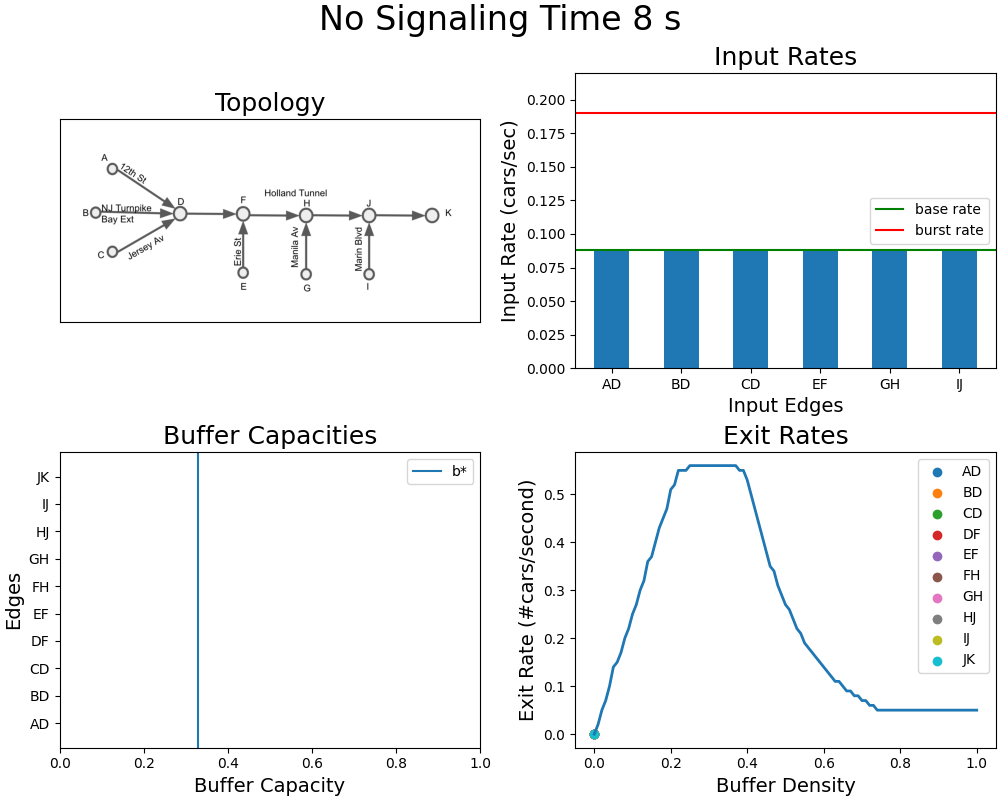 No Signaling Time 8 s
Topology
A
12th St
B
NJ Turnpike
Bay Ext
C
Jersey Av
D
F
Holland Tunnel
H
J
K
Erie St
Manila Av
Marin Blvd
E
G
I
Input Rates
Input Rate (cars/sec)
0.200
0.175
0.150
0.125
0.100
0.075
0.050
0.025
0.000
base rate
burst rate
AD BD CD EF GH IJ
Input Edges
Buffer Capacities
Edges
JK
IJ
HJ
GH
FH
EF
DF
CD
BD
AD
b*
0.0 0.2 0.4 0.6 0.8 1.0
Buffer Capacity
Exit Rates
Exit Rate (#cars/second)
0.5
0.4
0.3
0.2
0.1
0.0
AD
BD
CD
DF
EF
FH
GH
HJ
IJ
JK
0.0 0.2 0.4 0.6 0.8 1.0
Buffer Density